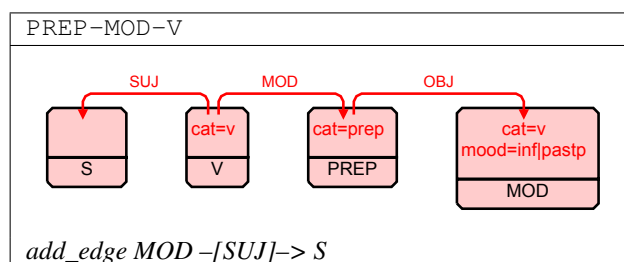 PREP-MOD-V
SUJ MOD OBJ
cat=v cat=prep cat=v
mood=inf|pastp
S V PREP MOD
add_edge MOD –[SUJ]–> S